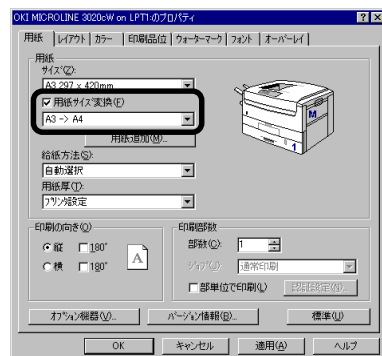 OKI MICROLINE 3020cW on LPT1:のプロパティ
用紙 レイアウト カラー 印刷品位 ウォーターマーク フォント オーバーレイ
用紙
サイズ(Z):
A3 297 x 420mm
用紙サイズ変換(F)
A3 -> A4
用紙追加(M)...
給紙方法(S):
自動選択
用紙厚(T):
プリンタ設定
M
1
印刷の向き(O)
縦 180°
横 180°
A
印刷部数
部数(C): 1
ジョブ(J): 通常印刷
部単位で印刷(L)
オプション機器(V)... バージョン情報(B)... 標準(U)
OK キャンセル 適用(A) ヘルプ